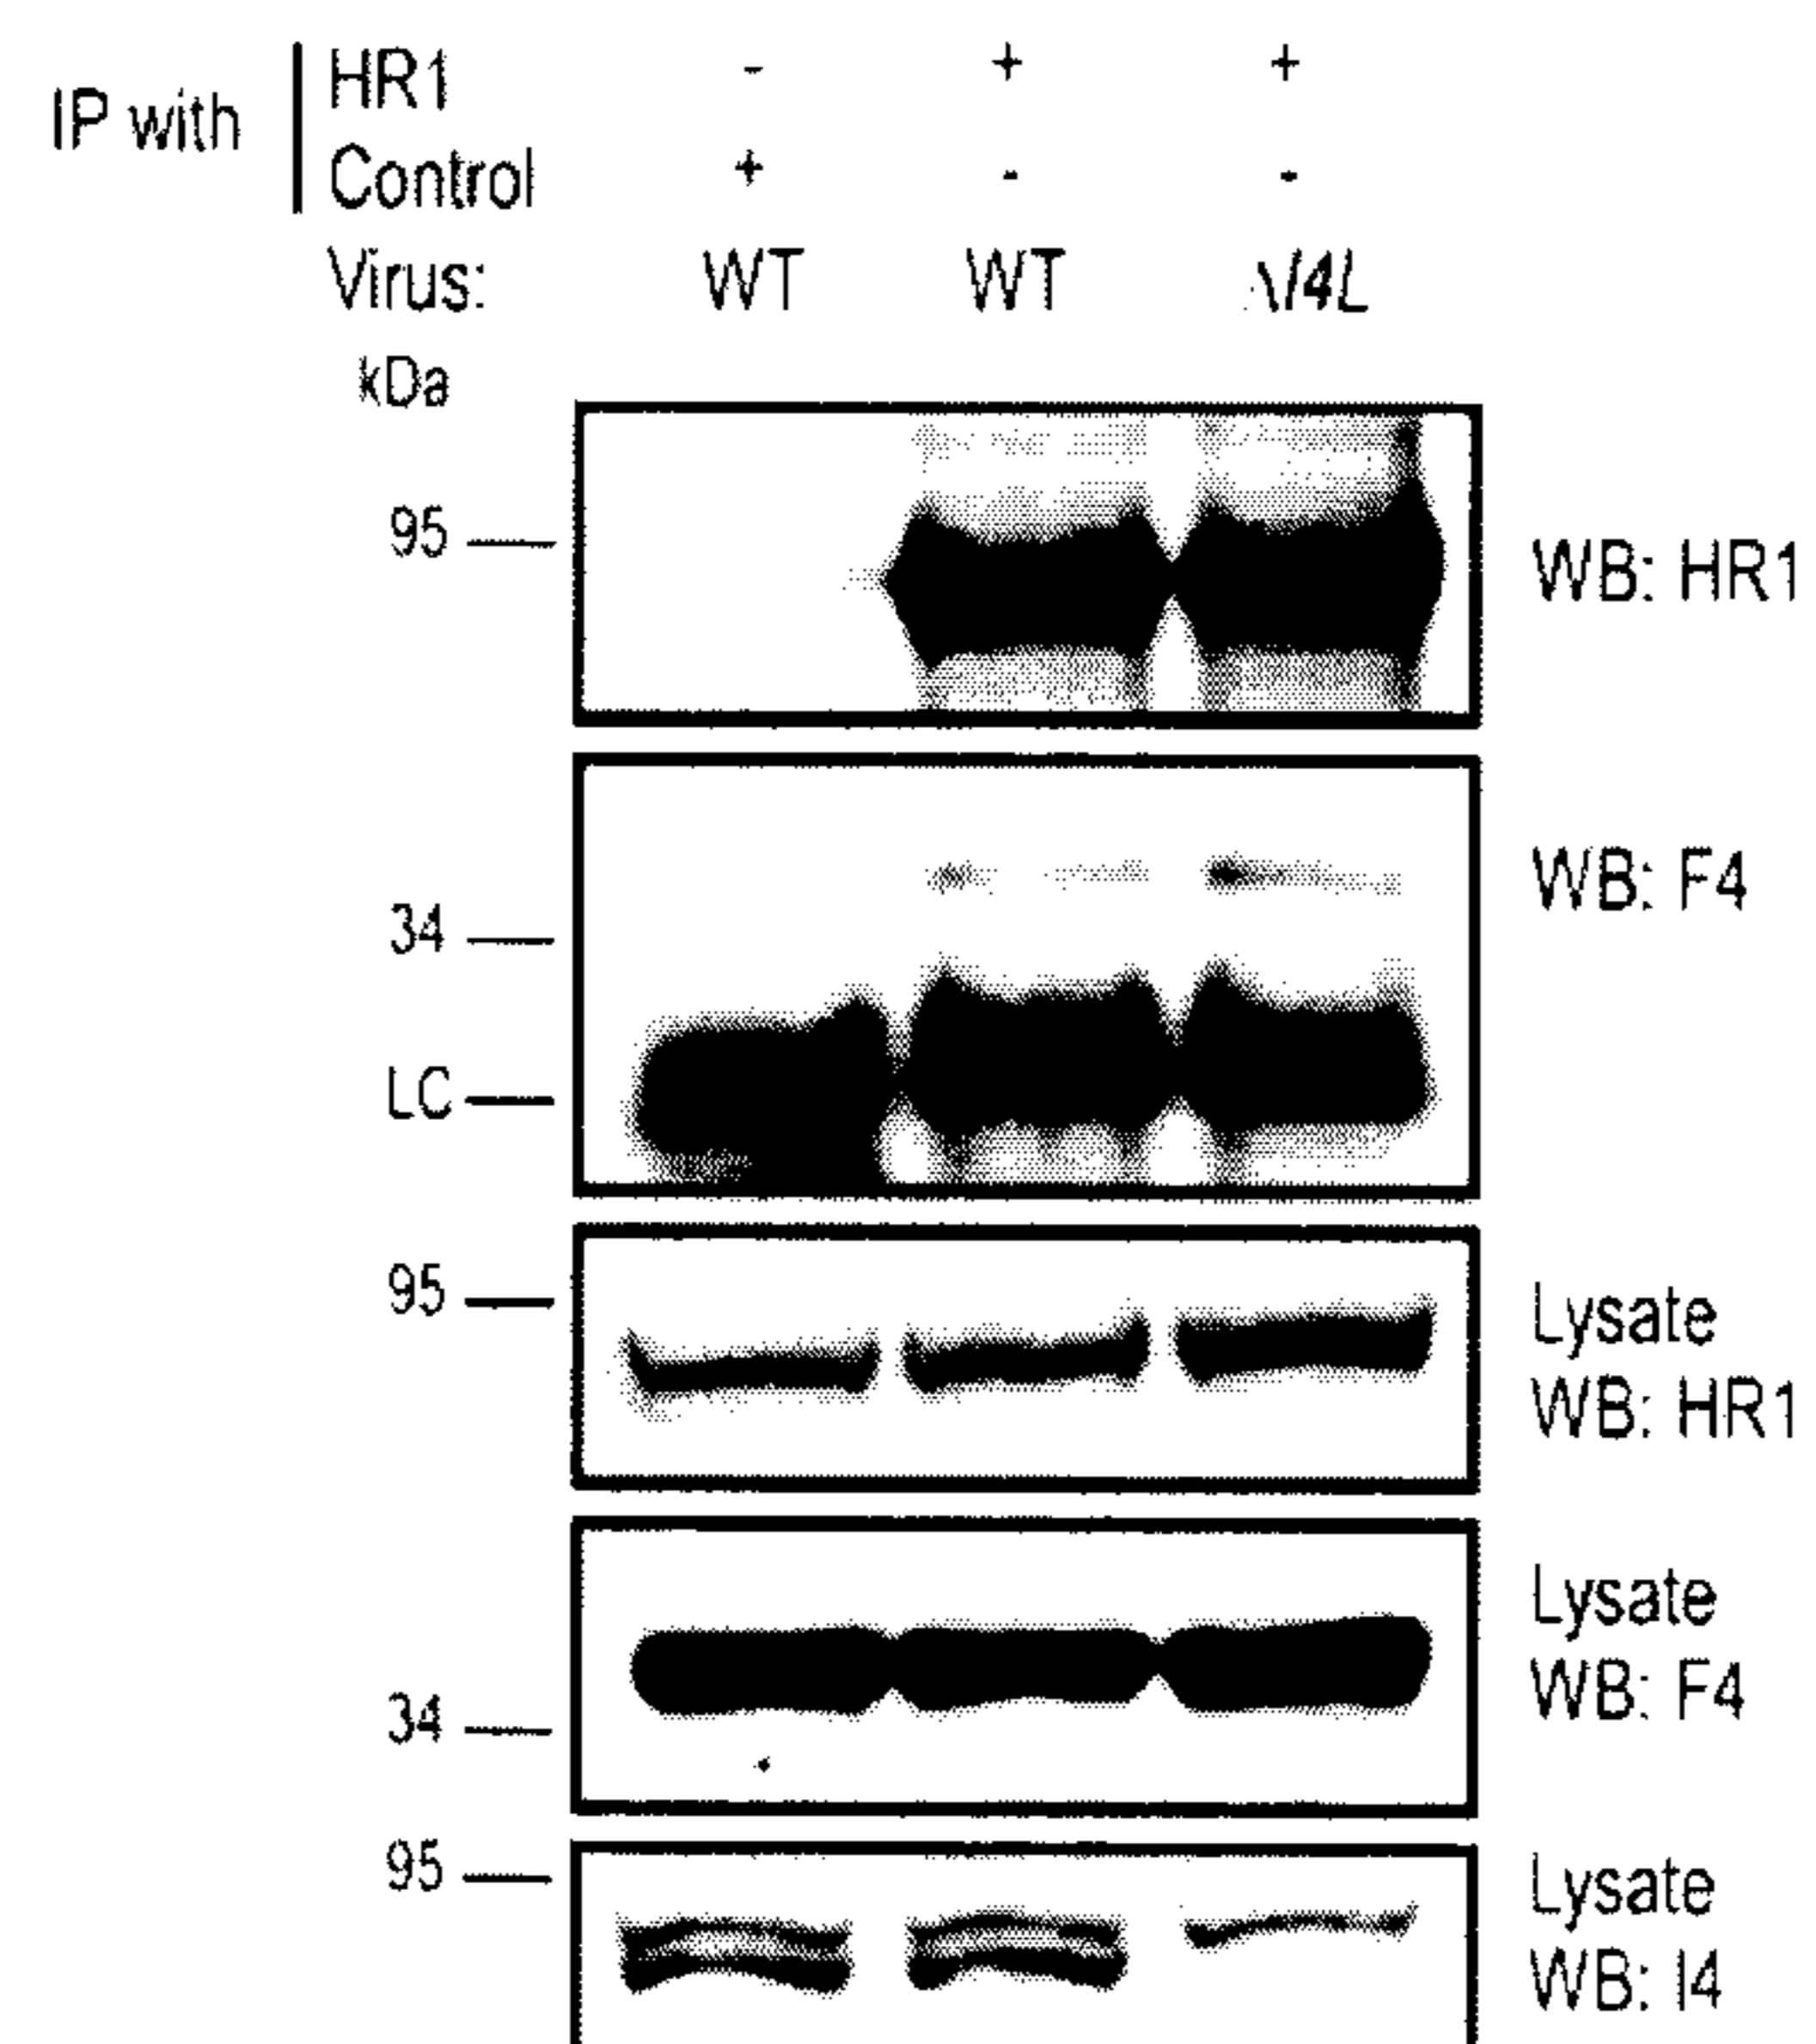 IP with
HR1 - + +
Control + - -
Virus: WT WT ΔI4L
kDa
95
WB: HR1
WB: F4
34
LC
95
Lysate
WB: HR1
Lysate
WB: F4
34
95
Lysate
WB: I4